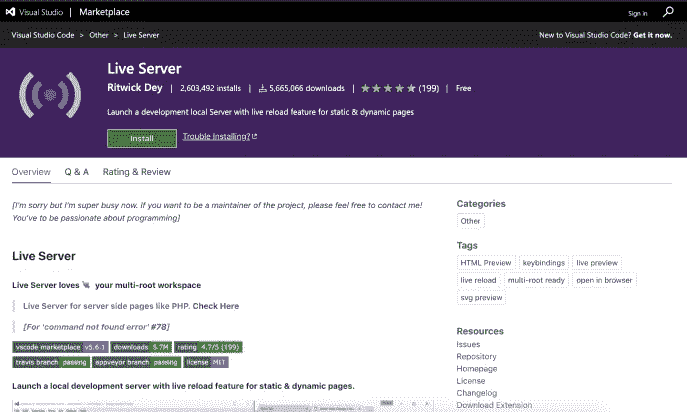 Visual Studio | Marketplace
Sign in
Visual Studio Code > Other > Live Server
New to Visual Studio Code? Get it now.
Live Server
Ritwick Dey | 2,603,492 installs | 5,665,066 downloads | (199) | Free
Launch a development local Server with live reload feature for static & dynamic pages
Install
Trouble Installing?
Overview
Q & A
Rating & Review
[I'm sorry but I'm super busy now. If you want to be a maintainer of the project, please feel free to contact me!
You've to be passionate about programming]
Live Server
Live Server loves your multi-root workspace
Live Server for server side pages like PHP. Check Here
[For 'command not found error' #78]
vscode marketplace v5.6.1 downloads 5.7M rating 4.7/5 (199)
travis branch passing appveyor branch passing license MIT
Launch a local development server with live reload feature for static & dynamic pages.
Categories
Other
Tags
HTML Preview
keybindings
live preview
live reload
multi-root ready
open in browser
svg preview
Resources
Issues
Repository
Homepage
License
Changelog
Download Extension